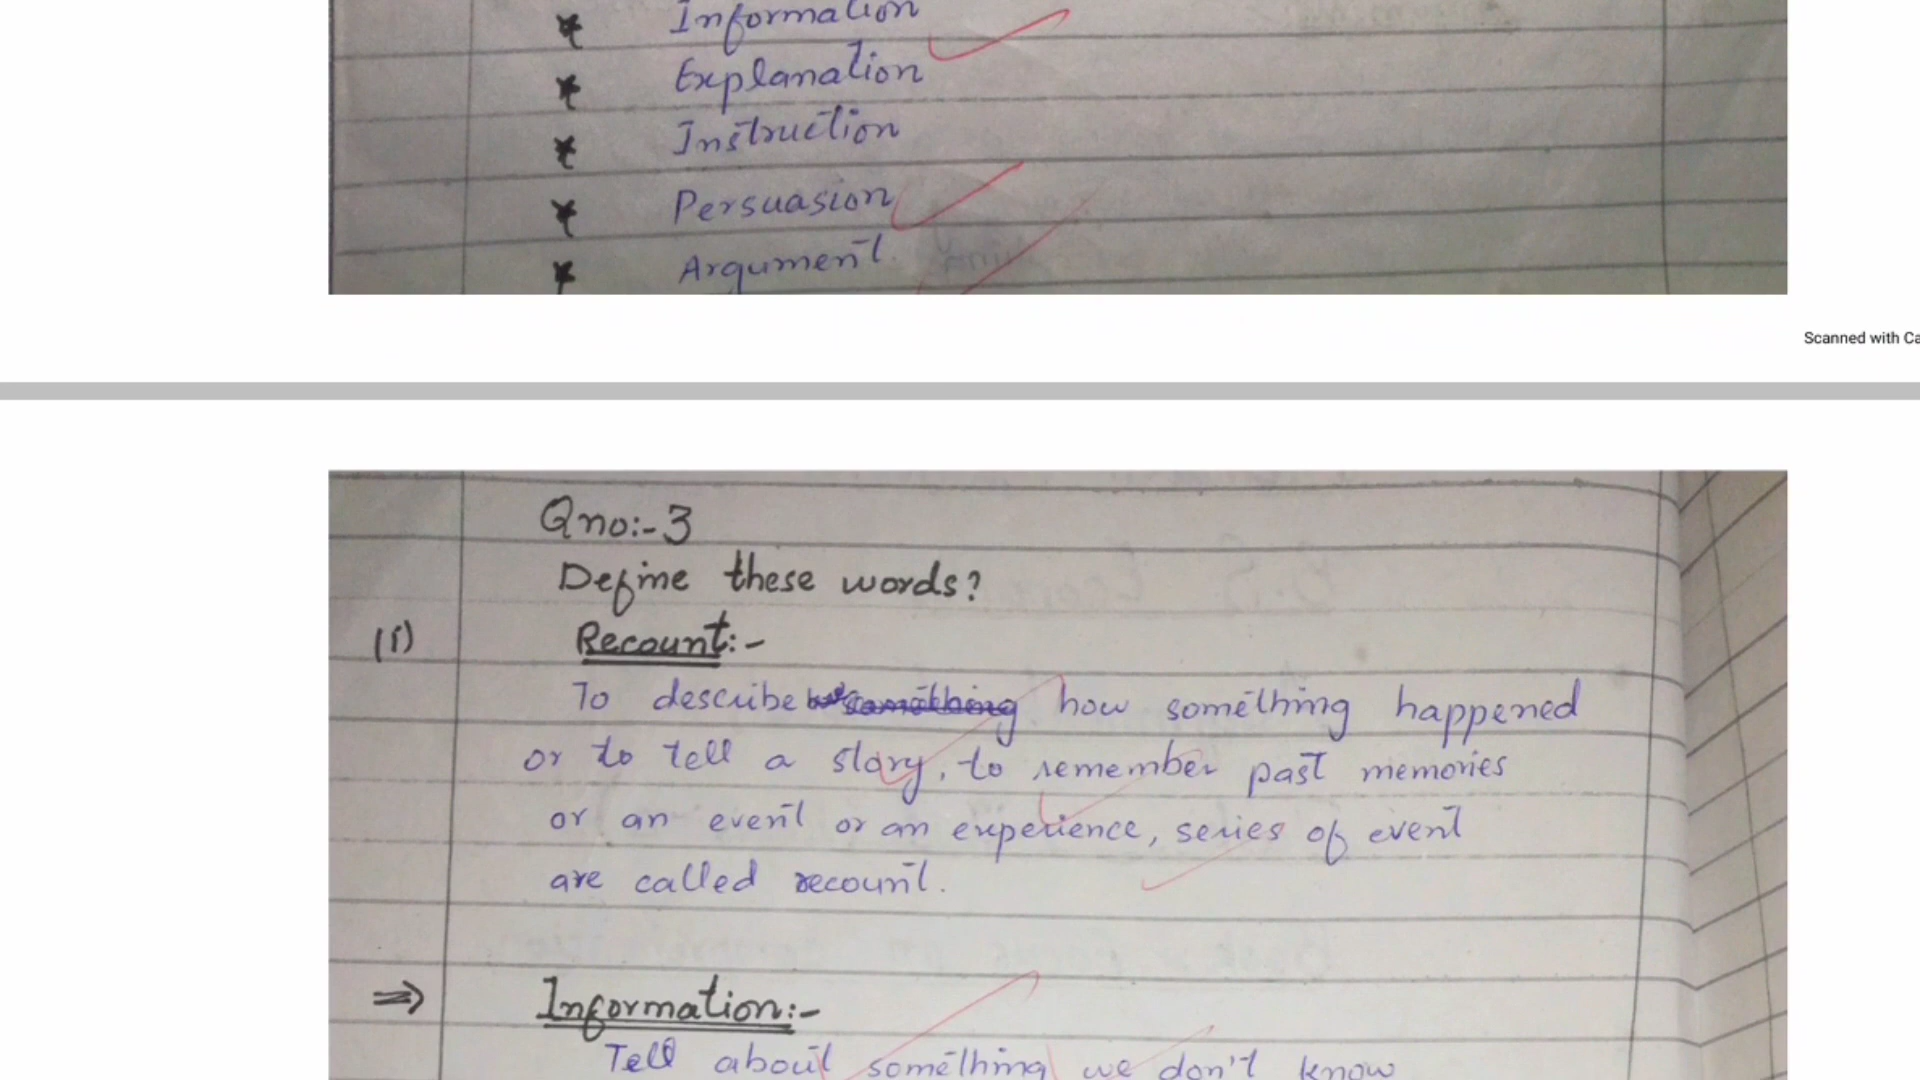 * Information
* Explanation
* Instruction
* Persuasion
* Argument.
Scanned with Ca
Qno:-3
Define these words?
(i) Recount:-
To describe how something happened
or to tell a story, to remember past memories
or an event or an experience, series of event
are called recount.
⇒ Information:-
Tell about something we don't know